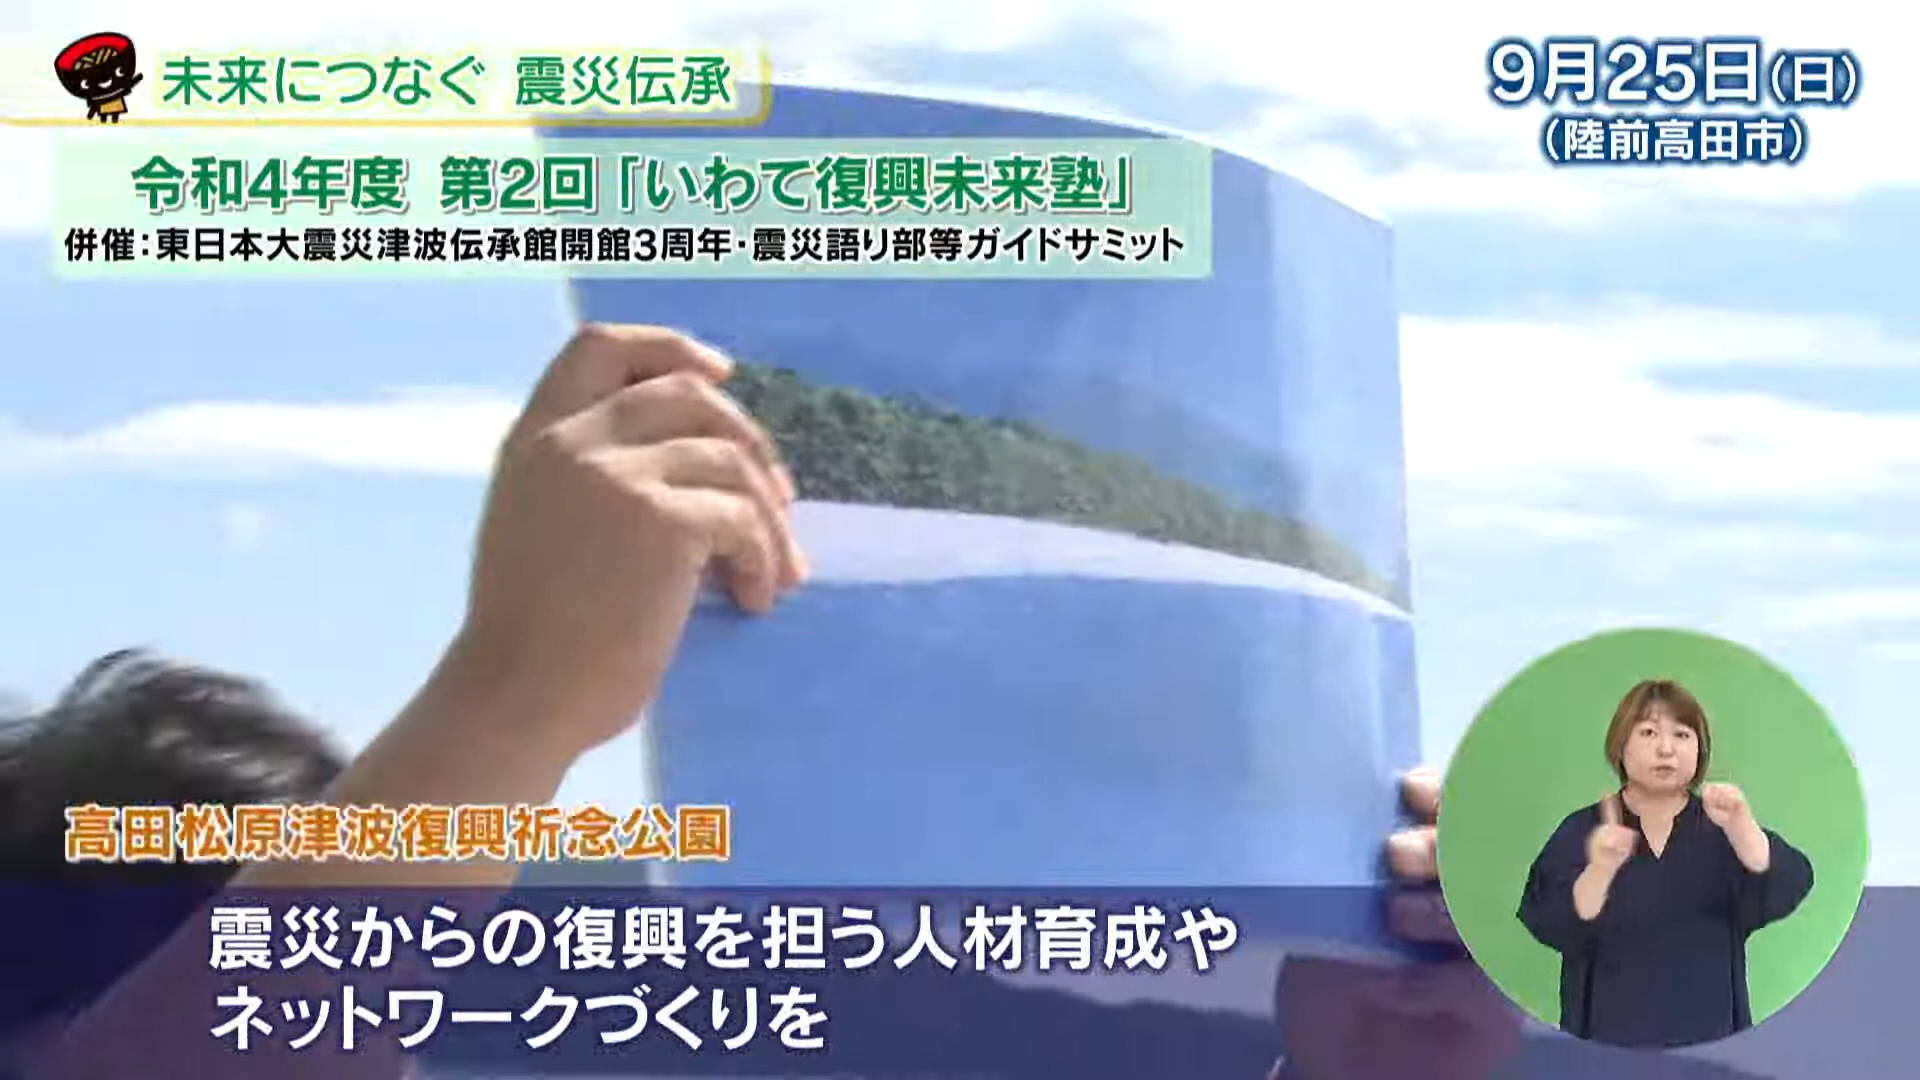 未来につなぐ 震災伝承
9月25日(日)
(陸前高田市)
令和4年度 第2回「いわて復興未来塾」
併催:東日本大震災津波伝承館開館3周年・震災語り部等ガイドサミット
高田松原津波復興祈念公園
震災からの復興を担う人材育成や
ネットワークづくりを